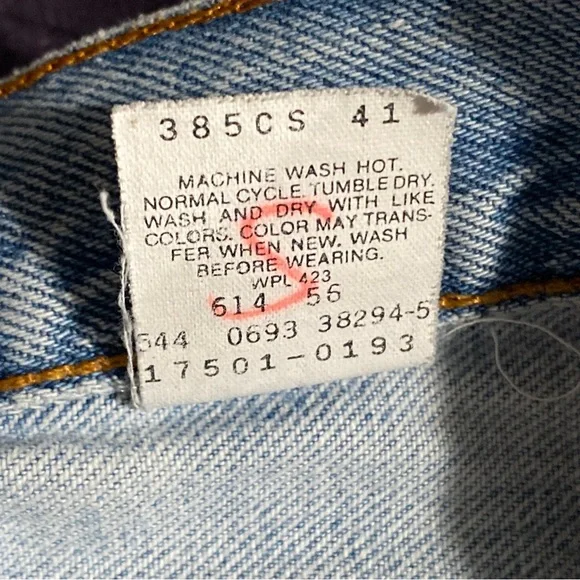 385CS 41
MACHINE WASH HOT.
NORMAL CYCLE. TUMBLE DRY.
WASH AND DRY WITH LIKE
COLORS. COLOR MAY TRANS-
FER WHEN NEW. WASH
BEFORE WEARING.
WPL 423
614 56
544 0693 38294-5
17501-0193